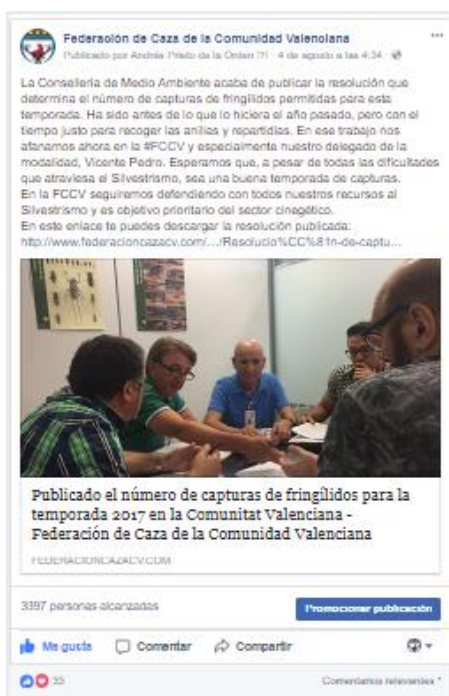 Federación de Caza de la Comunidad Valenciana
Publicado por Andrés Prieto de la Orden [?] · 4 de agosto a las 4:34 ·
La Conselleria de Medio Ambiente acaba de publicar la resolución que
determina el número de capturas de fringílidos permitidas para esta
temporada. Ha sido antes de lo que lo hiciera el año pasado, pero con el
tiempo justo para recoger las anillas y repartidlas. En ese trabajo nos
afanamos ahora en la #FCCV y especialmente nuestro delegado de la
modalidad, Vicente Pedro. Esperamos que, a pesar de todas las dificultades
que atraviesa el Silvestrismo, sea una buena temporada de capturas.
En la FCCV seguiremos defendiendo con todos nuestros recursos al
Silvestrismo y es objetivo prioritario del sector cinegético.
En este enlace te puedes descargar la resolución publicada:
http://www.federacioncazacv.com/.../Resolucio%CC%81n-de-captu...
Publicado el número de capturas de fringílidos para la
temporada 2017 en la Comunitat Valenciana -
Federación de Caza de la Comunidad Valenciana
FEDERACIONCAZACV.COM
3397 personas alcanzadas
Promocionar publicación
Me gusta Comentar Compartir
33 Comentarios relevantes